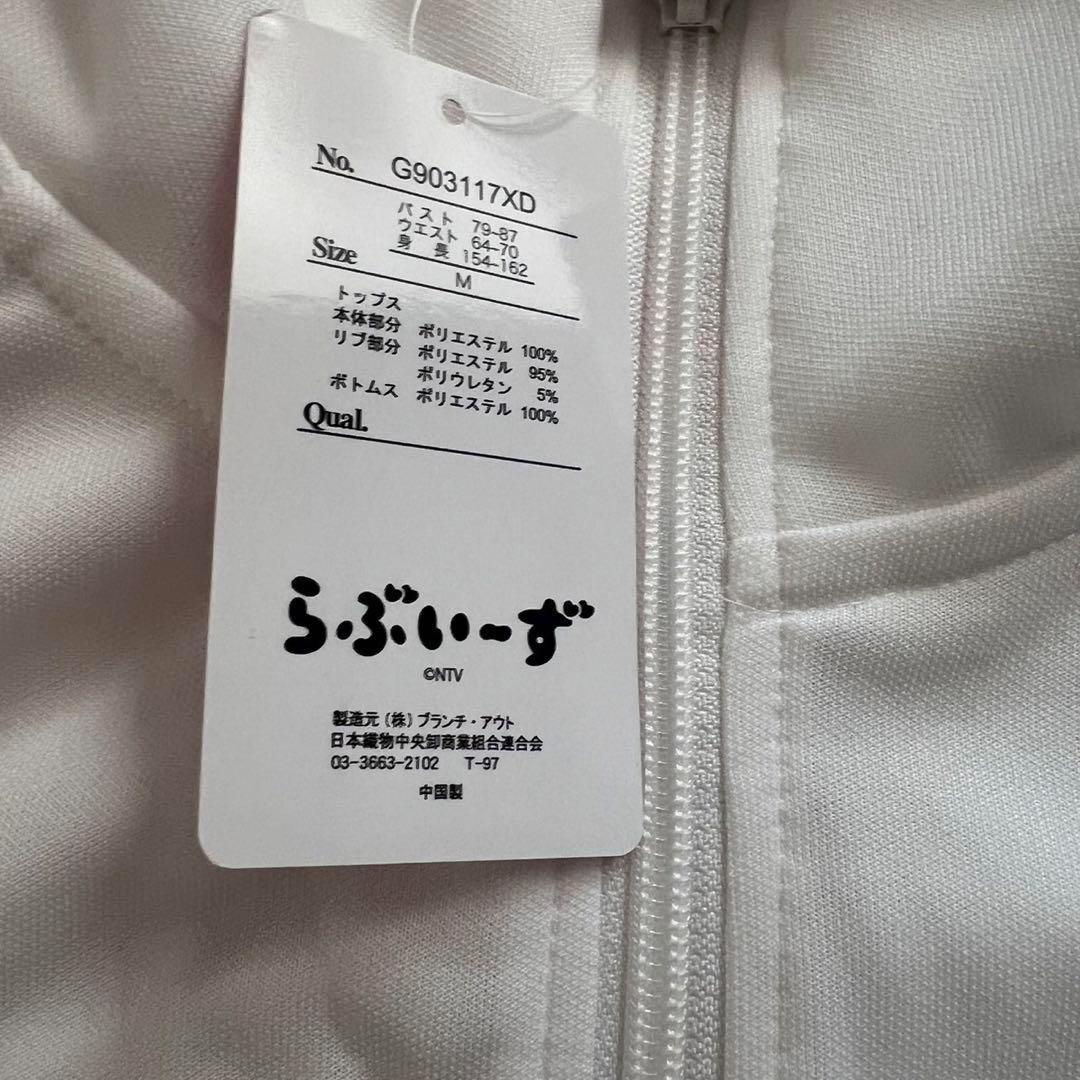 No. G903117XD
バスト 79-87
ウエスト 64-70
身長 154-162
Size M
トップス
本体部分 ポリエステル 100%
リブ部分 ポリエステル 95%
ポリウレタン 5%
ボトムス ポリエステル 100%
Qual.
らぶいーず
©NTV
製造元(株)ブランチ・アウト
日本織物中央卸商業組合連合会
03-3663-2102 T-97
中国製